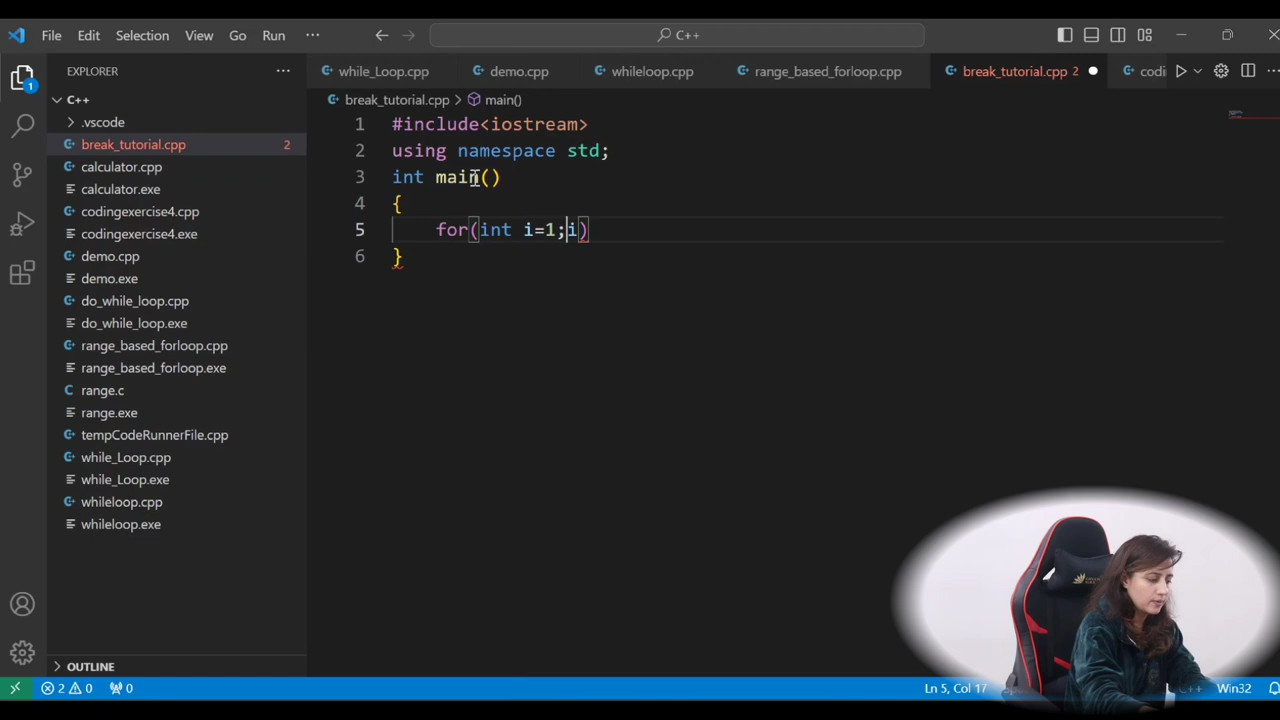 File Edit Selection View Go Run ··· C++
EXPLORER ···
while_Loop.cpp demo.cpp whileloop.cpp range_based_forloop.cpp break_tutorial.cpp 2 codi
C++
break_tutorial.cpp > main()
.vscode
break_tutorial.cpp 2
calculator.cpp
calculator.exe
codingexercise4.cpp
codingexercise4.exe
demo.cpp
demo.exe
do_while_loop.cpp
do_while_loop.exe
range_based_forloop.cpp
range_based_forloop.exe
range.c
range.exe
tempCodeRunnerFile.cpp
while_Loop.cpp
while_Loop.exe
whileloop.cpp
whileloop.exe
1 #include<iostream>
2 using namespace std;
3 int main()
4 {
5 for(int i=1;i)
6 }
1
OUTLINE
2 0 0 Ln 5, Col 17 C++ Win32